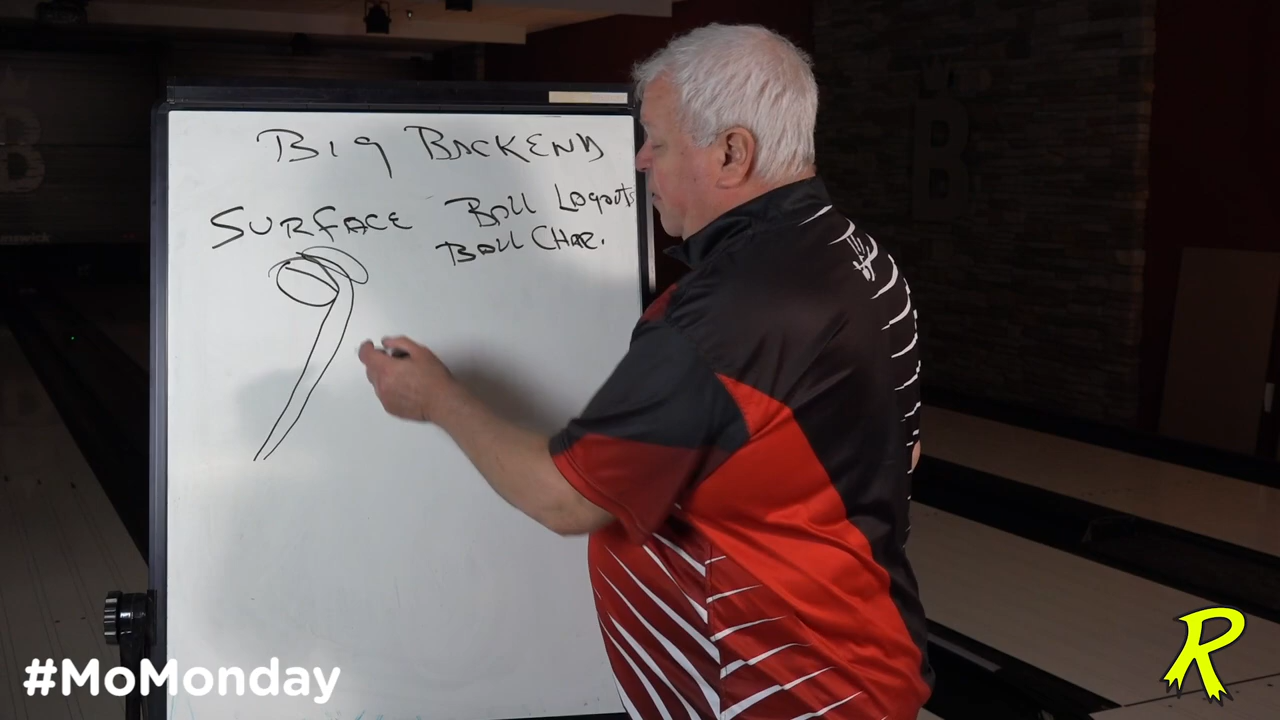 BIg BACKEND
SURFACE BALL LAyouts
BALL CHAR.
#MoMonday
R